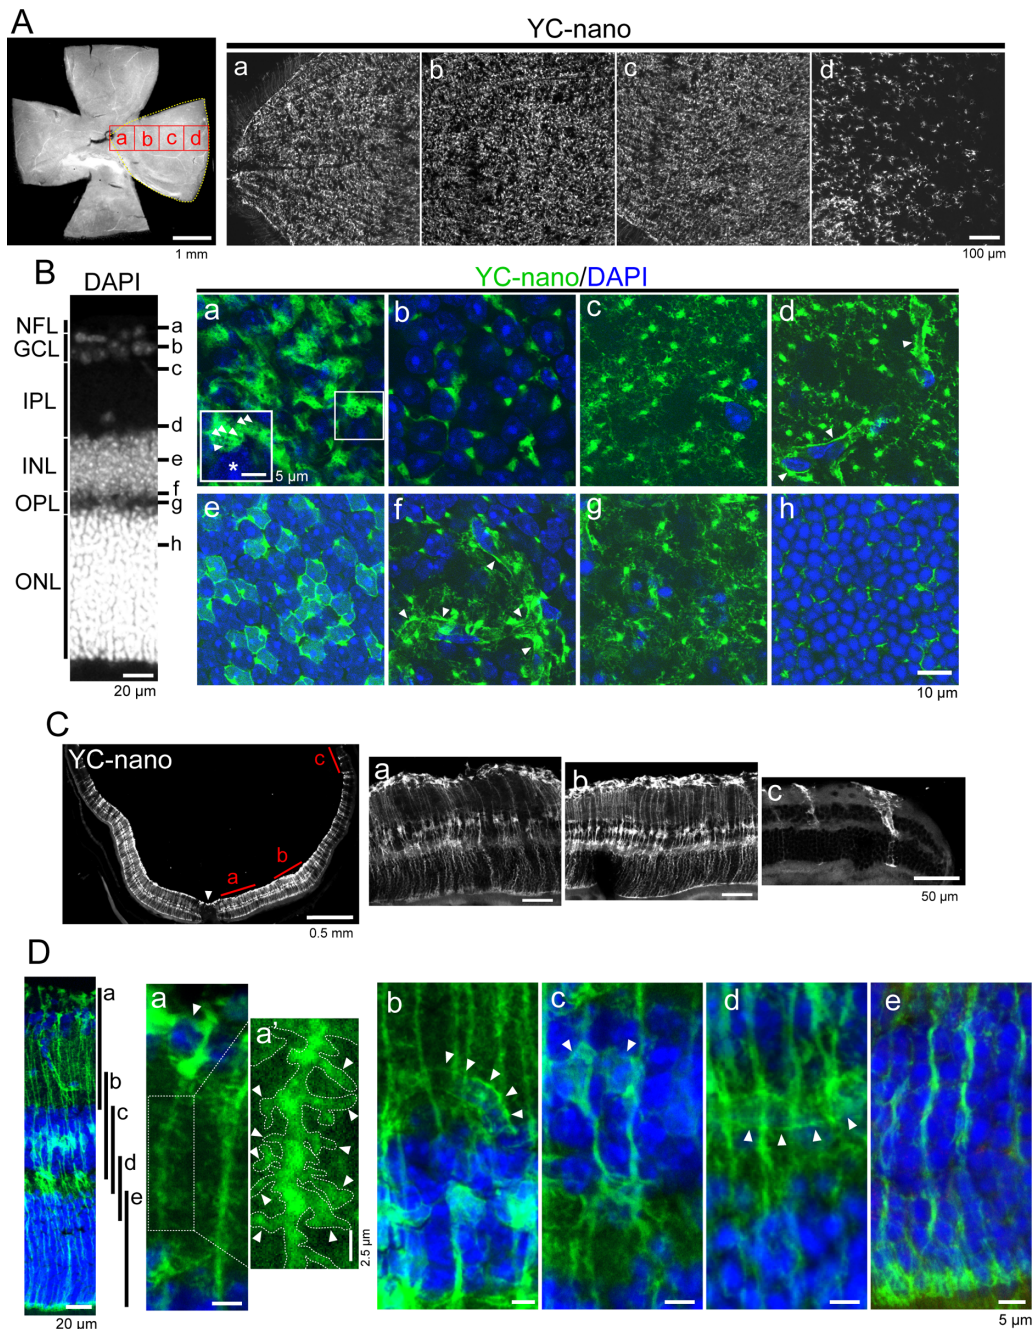 A
YC-nano
a
b
c
d
a b c d
1 mm
100 µm
B
DAPI
YC-nano/DAPI
NFL
GCL
IPL
INL
OPL
ONL
a
b
c
d
e
f
g
h
20 µm
a
b
c
d
*
5 µm
e
f
g
h
10 µm
C
YC-nano
a
b
c
0.5 mm
a
b
c
50 µm
D
a
b
c
d
e
20 µm
a
a'
2.5 µm
b
c
d
e
5 µm